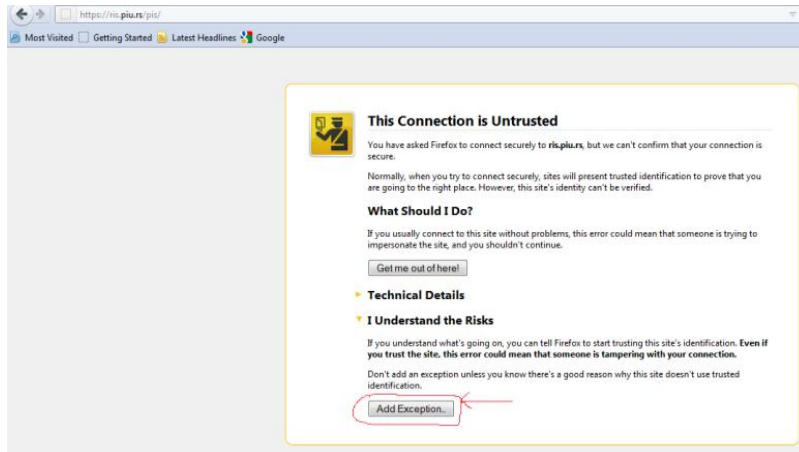 https://ris.piu.rs/pis/
Most Visited Getting Started Latest Headlines Google
This Connection is Untrusted
You have asked Firefox to connect securely to ris.piu.rs, but we can't confirm that your connection is
secure.
Normally, when you try to connect securely, sites will present trusted identification to prove that you
are going to the right place. However, this site's identity can't be verified.
What Should I Do?
If you usually connect to this site without problems, this error could mean that someone is trying to
impersonate the site, and you shouldn't continue.
Get me out of here!
Technical Details
I Understand the Risks
If you understand what's going on, you can tell Firefox to start trusting this site's identification. Even if
you trust the site, this error could mean that someone is tampering with your connection.
Don't add an exception unless you know there's a good reason why this site doesn't use trusted
identification.
Add Exception..